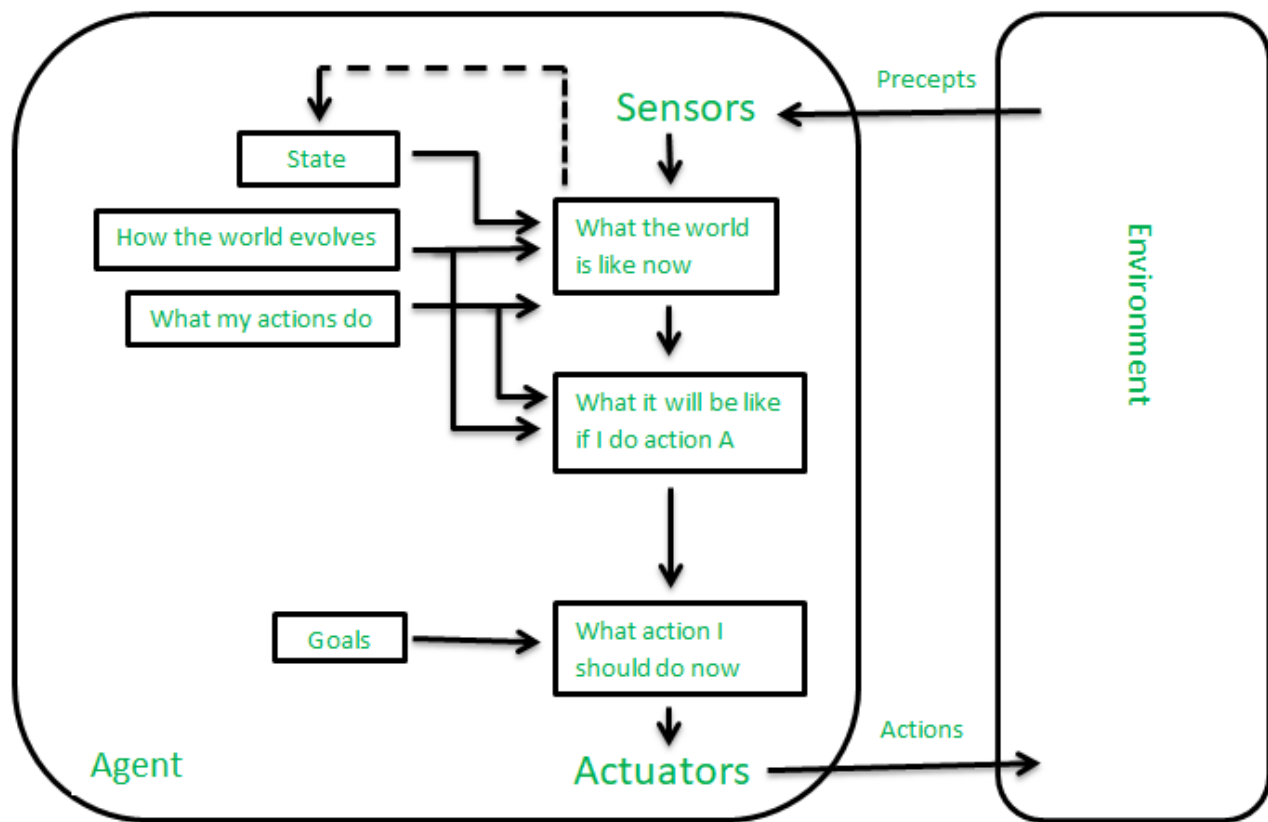 Precepts
Sensors
State
How the world evolves
What the world
is like now
What my actions do
What it will be like
if I do action A
Environment
Goals
What action I
should do now
Actions
Agent
Actuators